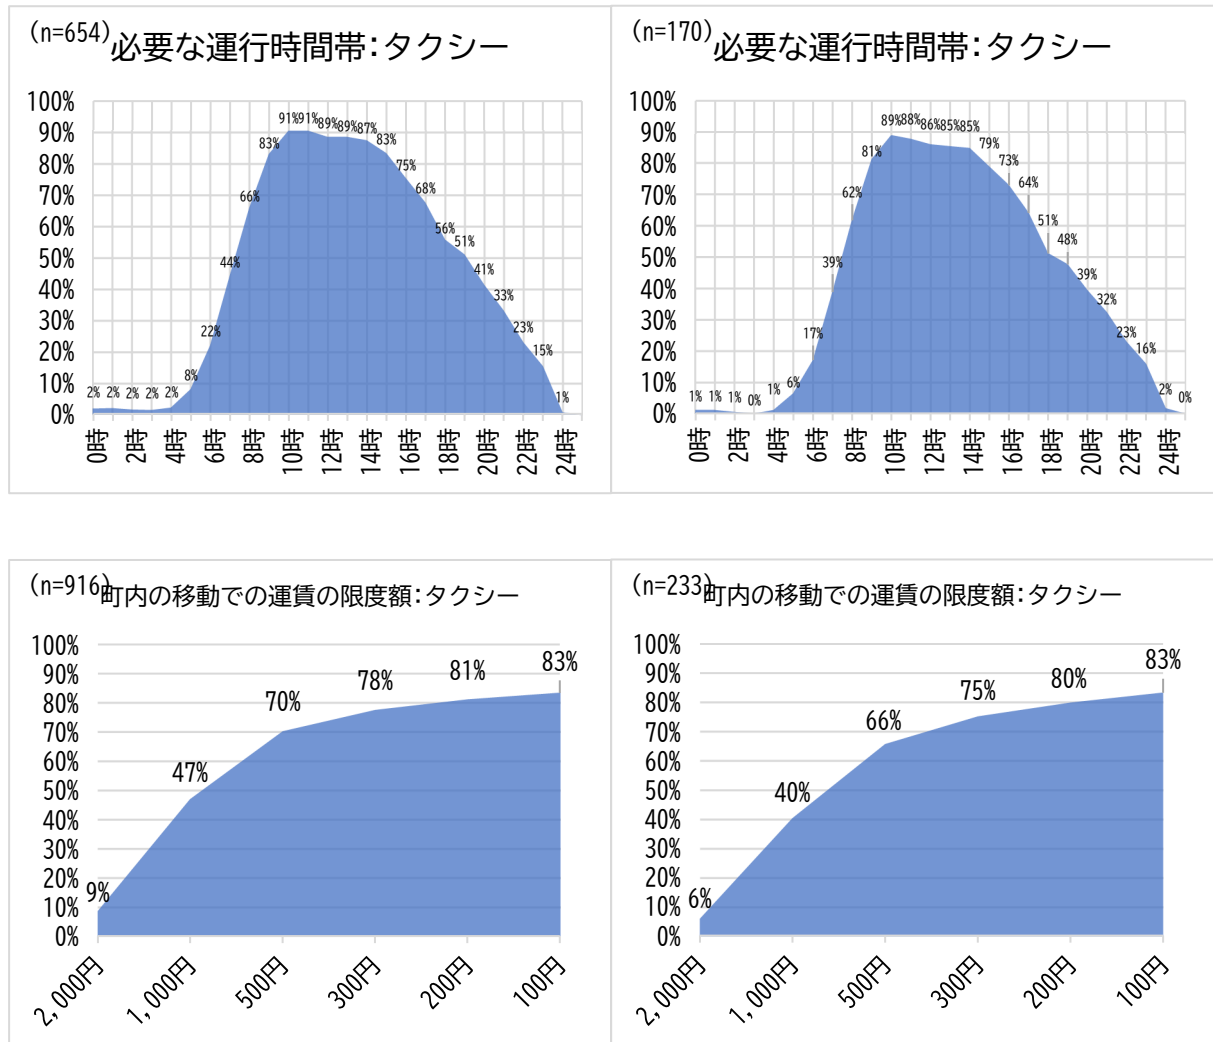 (n=654)
必要な運行時間帯：タクシー
100%
90%
80%
70%
60%
50%
40%
30%
20%
10%
0%
2% 2% 2% 2% 2% 8% 22% 44% 66% 83% 91% 91% 89% 89% 87% 83% 75% 68% 56% 51% 41% 33% 23% 15% 1%
0時 2時 4時 6時 8時 10時 12時 14時 16時 18時 20時 22時 24時
(n=170)
必要な運行時間帯：タクシー
100%
90%
80%
70%
60%
50%
40%
30%
20%
10%
0%
1% 1% 1% 0% 1% 6% 17% 39% 62% 81% 89% 88% 86% 85% 85% 79% 73% 64% 51% 48% 39% 32% 23% 16% 2% 0%
0時 2時 4時 6時 8時 10時 12時 14時 16時 18時 20時 22時 24時
(n=916)
町内の移動での運賃の限度額：タクシー
100%
90%
80%
70%
60%
50%
40%
30%
20%
10%
0%
9% 47% 70% 78% 81% 83%
2,000円 1,000円 500円 300円 200円 100円
(n=233)
町内の移動での運賃の限度額：タクシー
100%
90%
80%
70%
60%
50%
40%
30%
20%
10%
0%
6% 40% 66% 75% 80% 83%
2,000円 1,000円 500円 300円 200円 100円